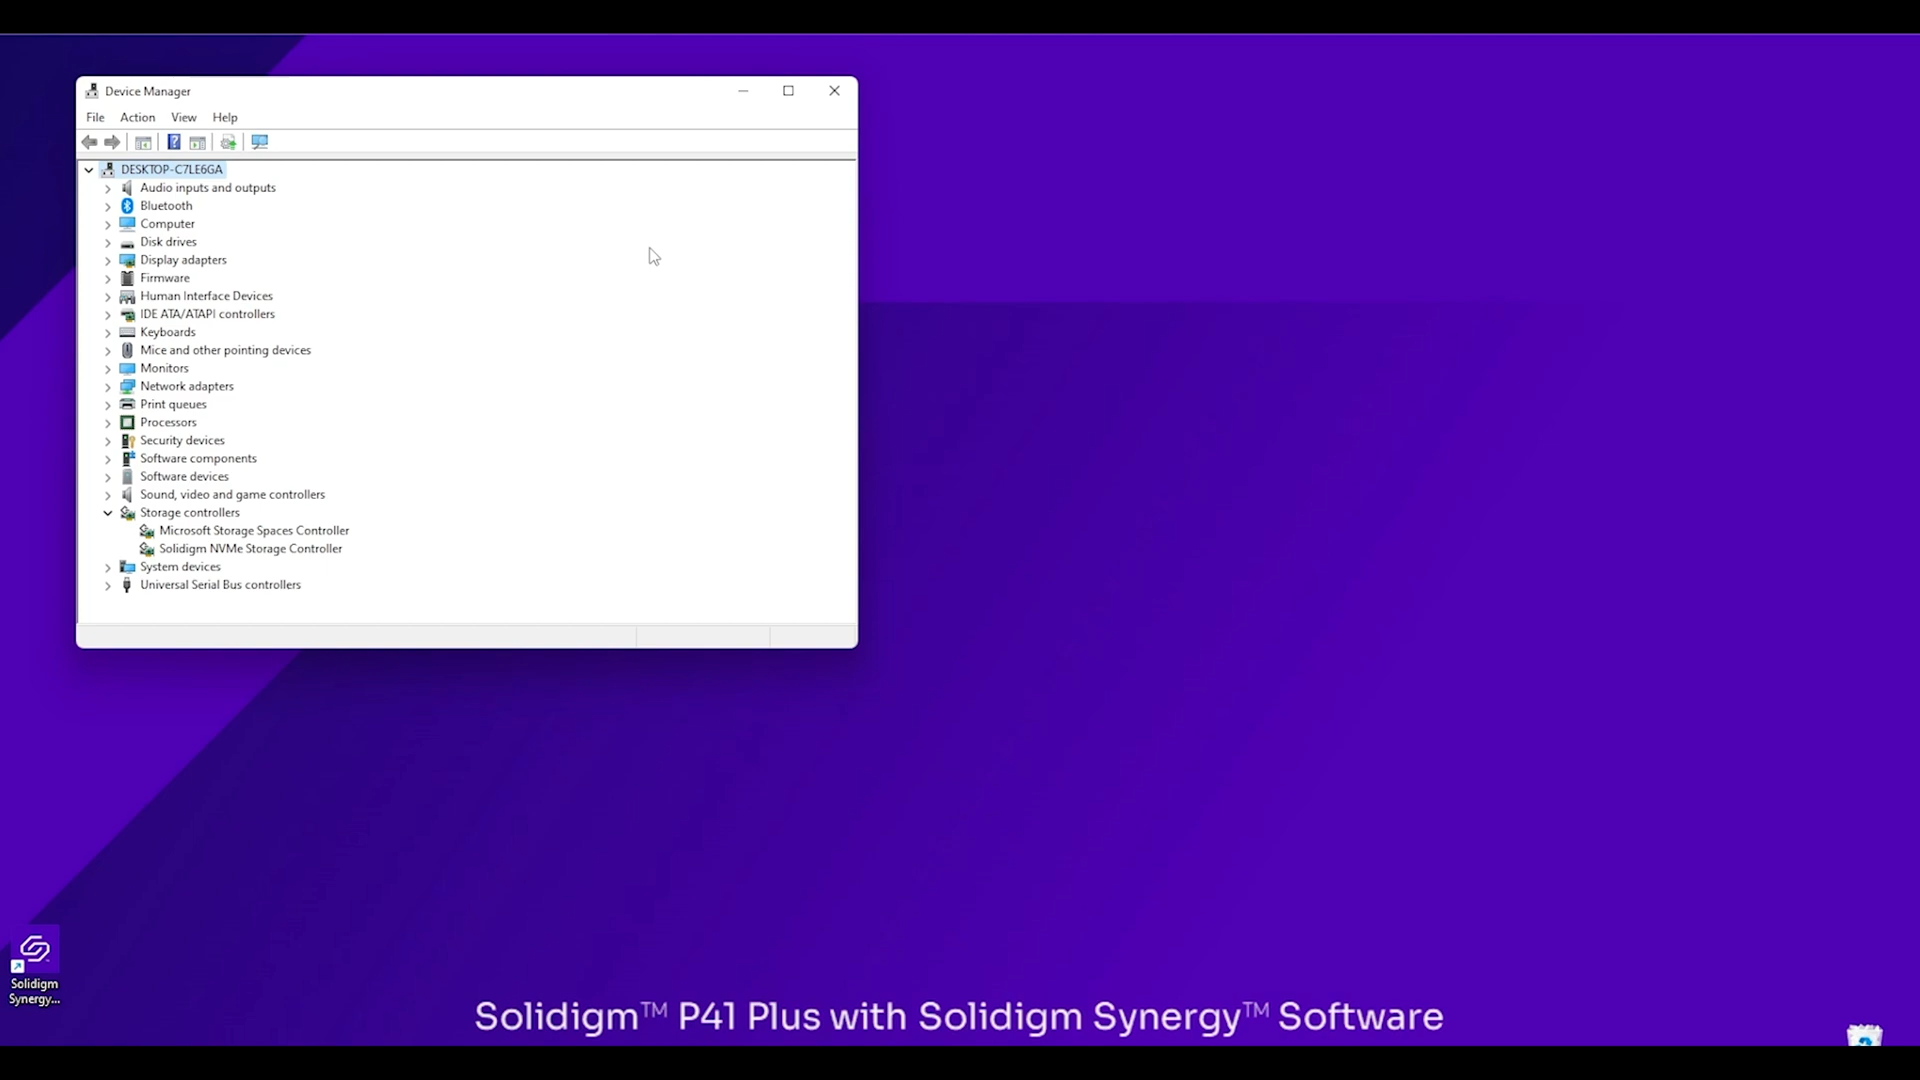 Device Manager
File Action View Help
DESKTOP-C7LE6GA
Audio inputs and outputs
Bluetooth
Computer
Disk drives
Display adapters
Firmware
Human Interface Devices
IDE ATA/ATAPI controllers
Keyboards
Mice and other pointing devices
Monitors
Network adapters
Print queues
Processors
Security devices
Software components
Software devices
Sound, video and game controllers
Storage controllers
Microsoft Storage Spaces Controller
Solidigm NVMe Storage Controller
System devices
Universal Serial Bus controllers
Solidigm
Synergy...
Solidigm™ P41 Plus with Solidigm Synergy™ Software